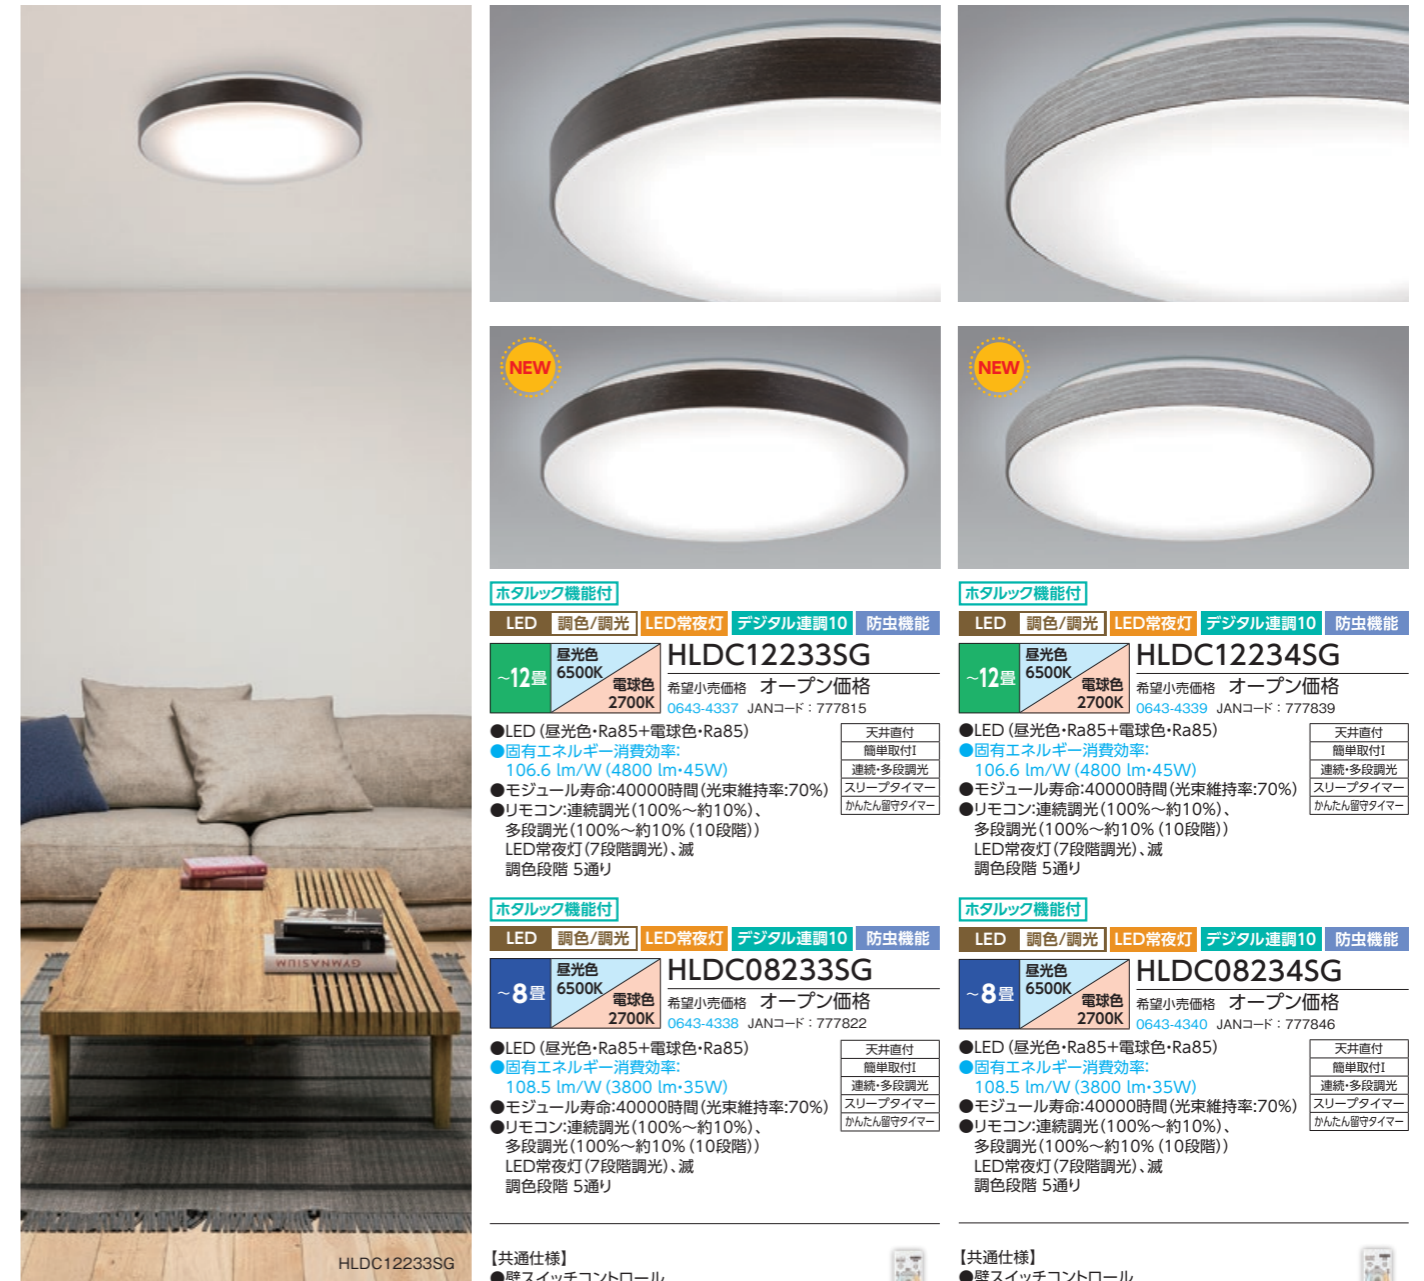 HLDC12233SG
GYMNASIUM
NEW
ホタルック機能付
LED 調色/調光 LED常夜灯 デジタル連調10 防虫機能
~12畳 昼光色 6500K 電球色 2700K
HLDC12233SG
希望小売価格 オープン価格
0643-4337 JANコード:777815
●LED(昼光色・Ra85+電球色・Ra85)
●固有エネルギー消費効率:
106.6 lm/W(4800 lm・45W)
●モジュール寿命:40000時間(光束維持率:70%)
●リモコン:連続調光(100%~約10%)、
多段調光(100%~約10%(10段階))
LED常夜灯(7段階調光)、滅
調色段階 5通り
天井直付
簡単取付I
連続・多段調光
スリープタイマー
かんたん留守タイマー
ホタルック機能付
LED 調色/調光 LED常夜灯 デジタル連調10 防虫機能
~8畳 昼光色 6500K 電球色 2700K
HLDC08233SG
希望小売価格 オープン価格
0643-4338 JANコード:777822
●LED(昼光色・Ra85+電球色・Ra85)
●固有エネルギー消費効率:
108.5 lm/W(3800 lm・35W)
●モジュール寿命:40000時間(光束維持率:70%)
●リモコン:連続調光(100%~約10%)、
多段調光(100%~約10%(10段階))
LED常夜灯(7段階調光)、滅
調色段階 5通り
天井直付
簡単取付I
連続・多段調光
スリープタイマー
かんたん留守タイマー
【共通仕様】
●壁スイッチコントロール
NEW
ホタルック機能付
LED 調色/調光 LED常夜灯 デジタル連調10 防虫機能
~12畳 昼光色 6500K 電球色 2700K
HLDC12234SG
希望小売価格 オープン価格
0643-4339 JANコード:777839
●LED(昼光色・Ra85+電球色・Ra85)
●固有エネルギー消費効率:
106.6 lm/W(4800 lm・45W)
●モジュール寿命:40000時間(光束維持率:70%)
●リモコン:連続調光(100%~約10%)、
多段調光(100%~約10%(10段階))
LED常夜灯(7段階調光)、滅
調色段階 5通り
天井直付
簡単取付I
連続・多段調光
スリープタイマー
かんたん留守タイマー
ホタルック機能付
LED 調色/調光 LED常夜灯 デジタル連調10 防虫機能
~8畳 昼光色 6500K 電球色 2700K
HLDC08234SG
希望小売価格 オープン価格
0643-4340 JANコード:777846
●LED(昼光色・Ra85+電球色・Ra85)
●固有エネルギー消費効率:
108.5 lm/W(3800 lm・35W)
●モジュール寿命:40000時間(光束維持率:70%)
●リモコン:連続調光(100%~約10%)、
多段調光(100%~約10%(10段階))
LED常夜灯(7段階調光)、滅
調色段階 5通り
天井直付
簡単取付I
連続・多段調光
スリープタイマー
かんたん留守タイマー
【共通仕様】
●壁スイッチコントロール